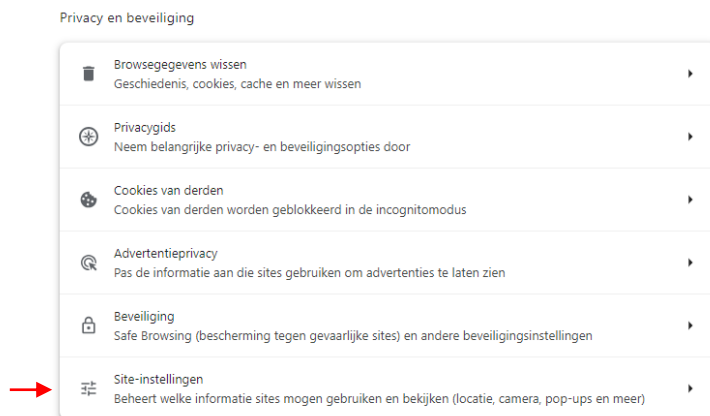 Privacy en beveiliging
Browsegegevens wissen
Geschiedenis, cookies, cache en meer wissen
Privacygids
Neem belangrijke privacy- en beveiligingsopties door
Cookies van derden
Cookies van derden worden geblokkeerd in de incognitomodus
Advertentieprivacy
Pas de informatie aan die sites gebruiken om advertenties te laten zien
Beveiliging
Safe Browsing (bescherming tegen gevaarlijke sites) en andere beveiligingsinstellingen
Site-instellingen
Beheert welke informatie sites mogen gebruiken en bekijken (locatie, camera, pop-ups en meer)